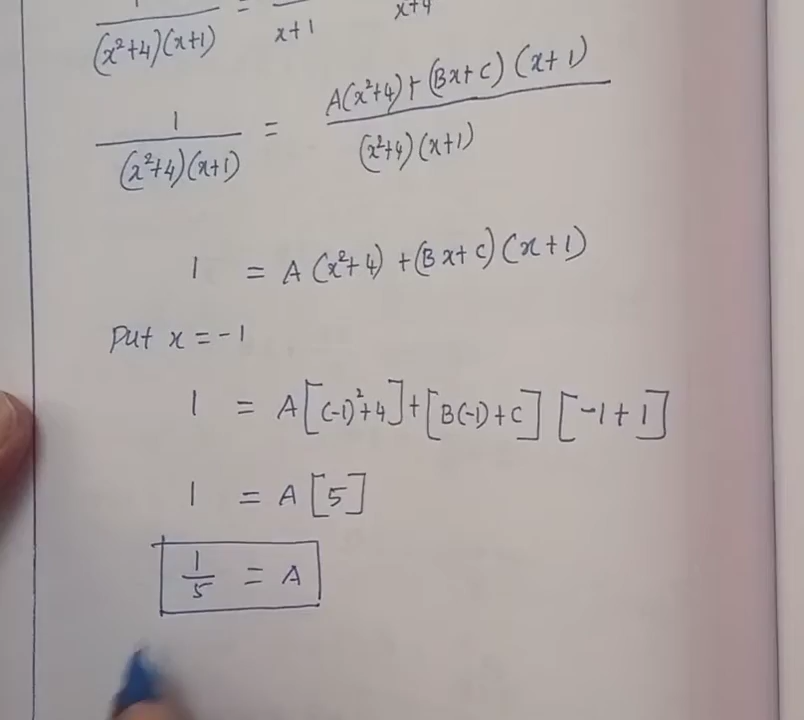 1/(x²+4)(x+1) = /x+1 /x+4
1/(x²+4)(x+1) = A(x²+4)+(Bx+C)(x+1)/(x²+4)(x+1)
1 = A(x²+4)+(Bx+C)(x+1)
Put x=-1
1 = A[(-1)²+4]+[B(-1)+C][-1+1]
1 = A[5]
1/5 = A